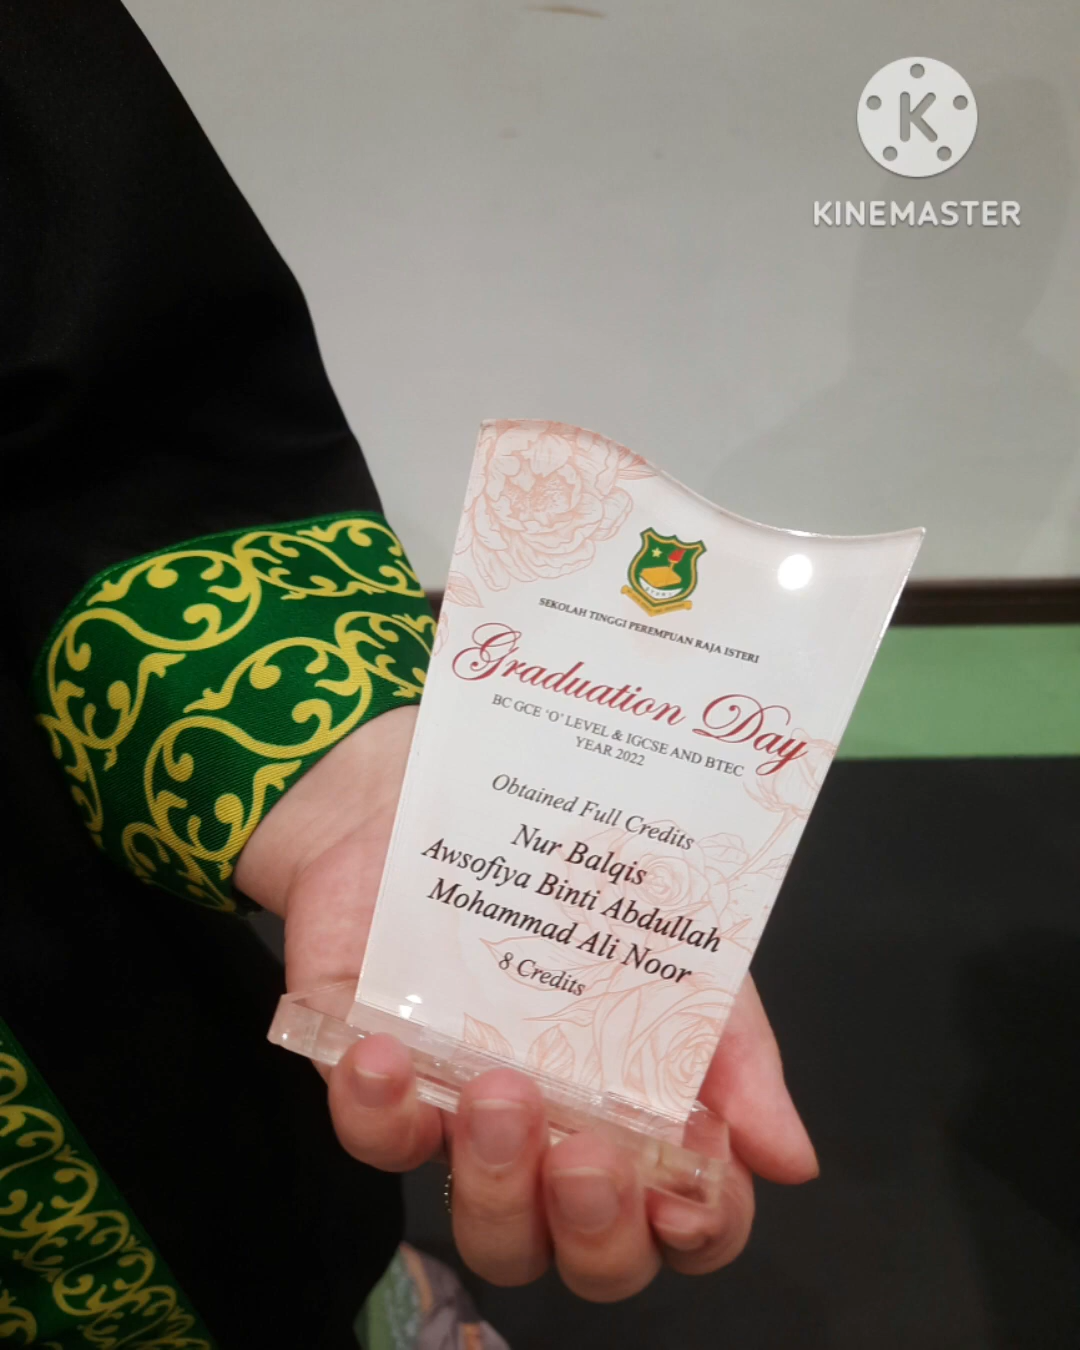 KINEMASTER
SEKOLAH TINGGI PEREMPUAN RAJA ISTERI
Graduation Day
BC GCE ‘O’ LEVEL & IGCSE AND BTEC
YEAR 2022
Obtained Full Credits
Nur Balqis
Awsofiya Binti Abdullah
Mohammad Ali Noor
8 Credits